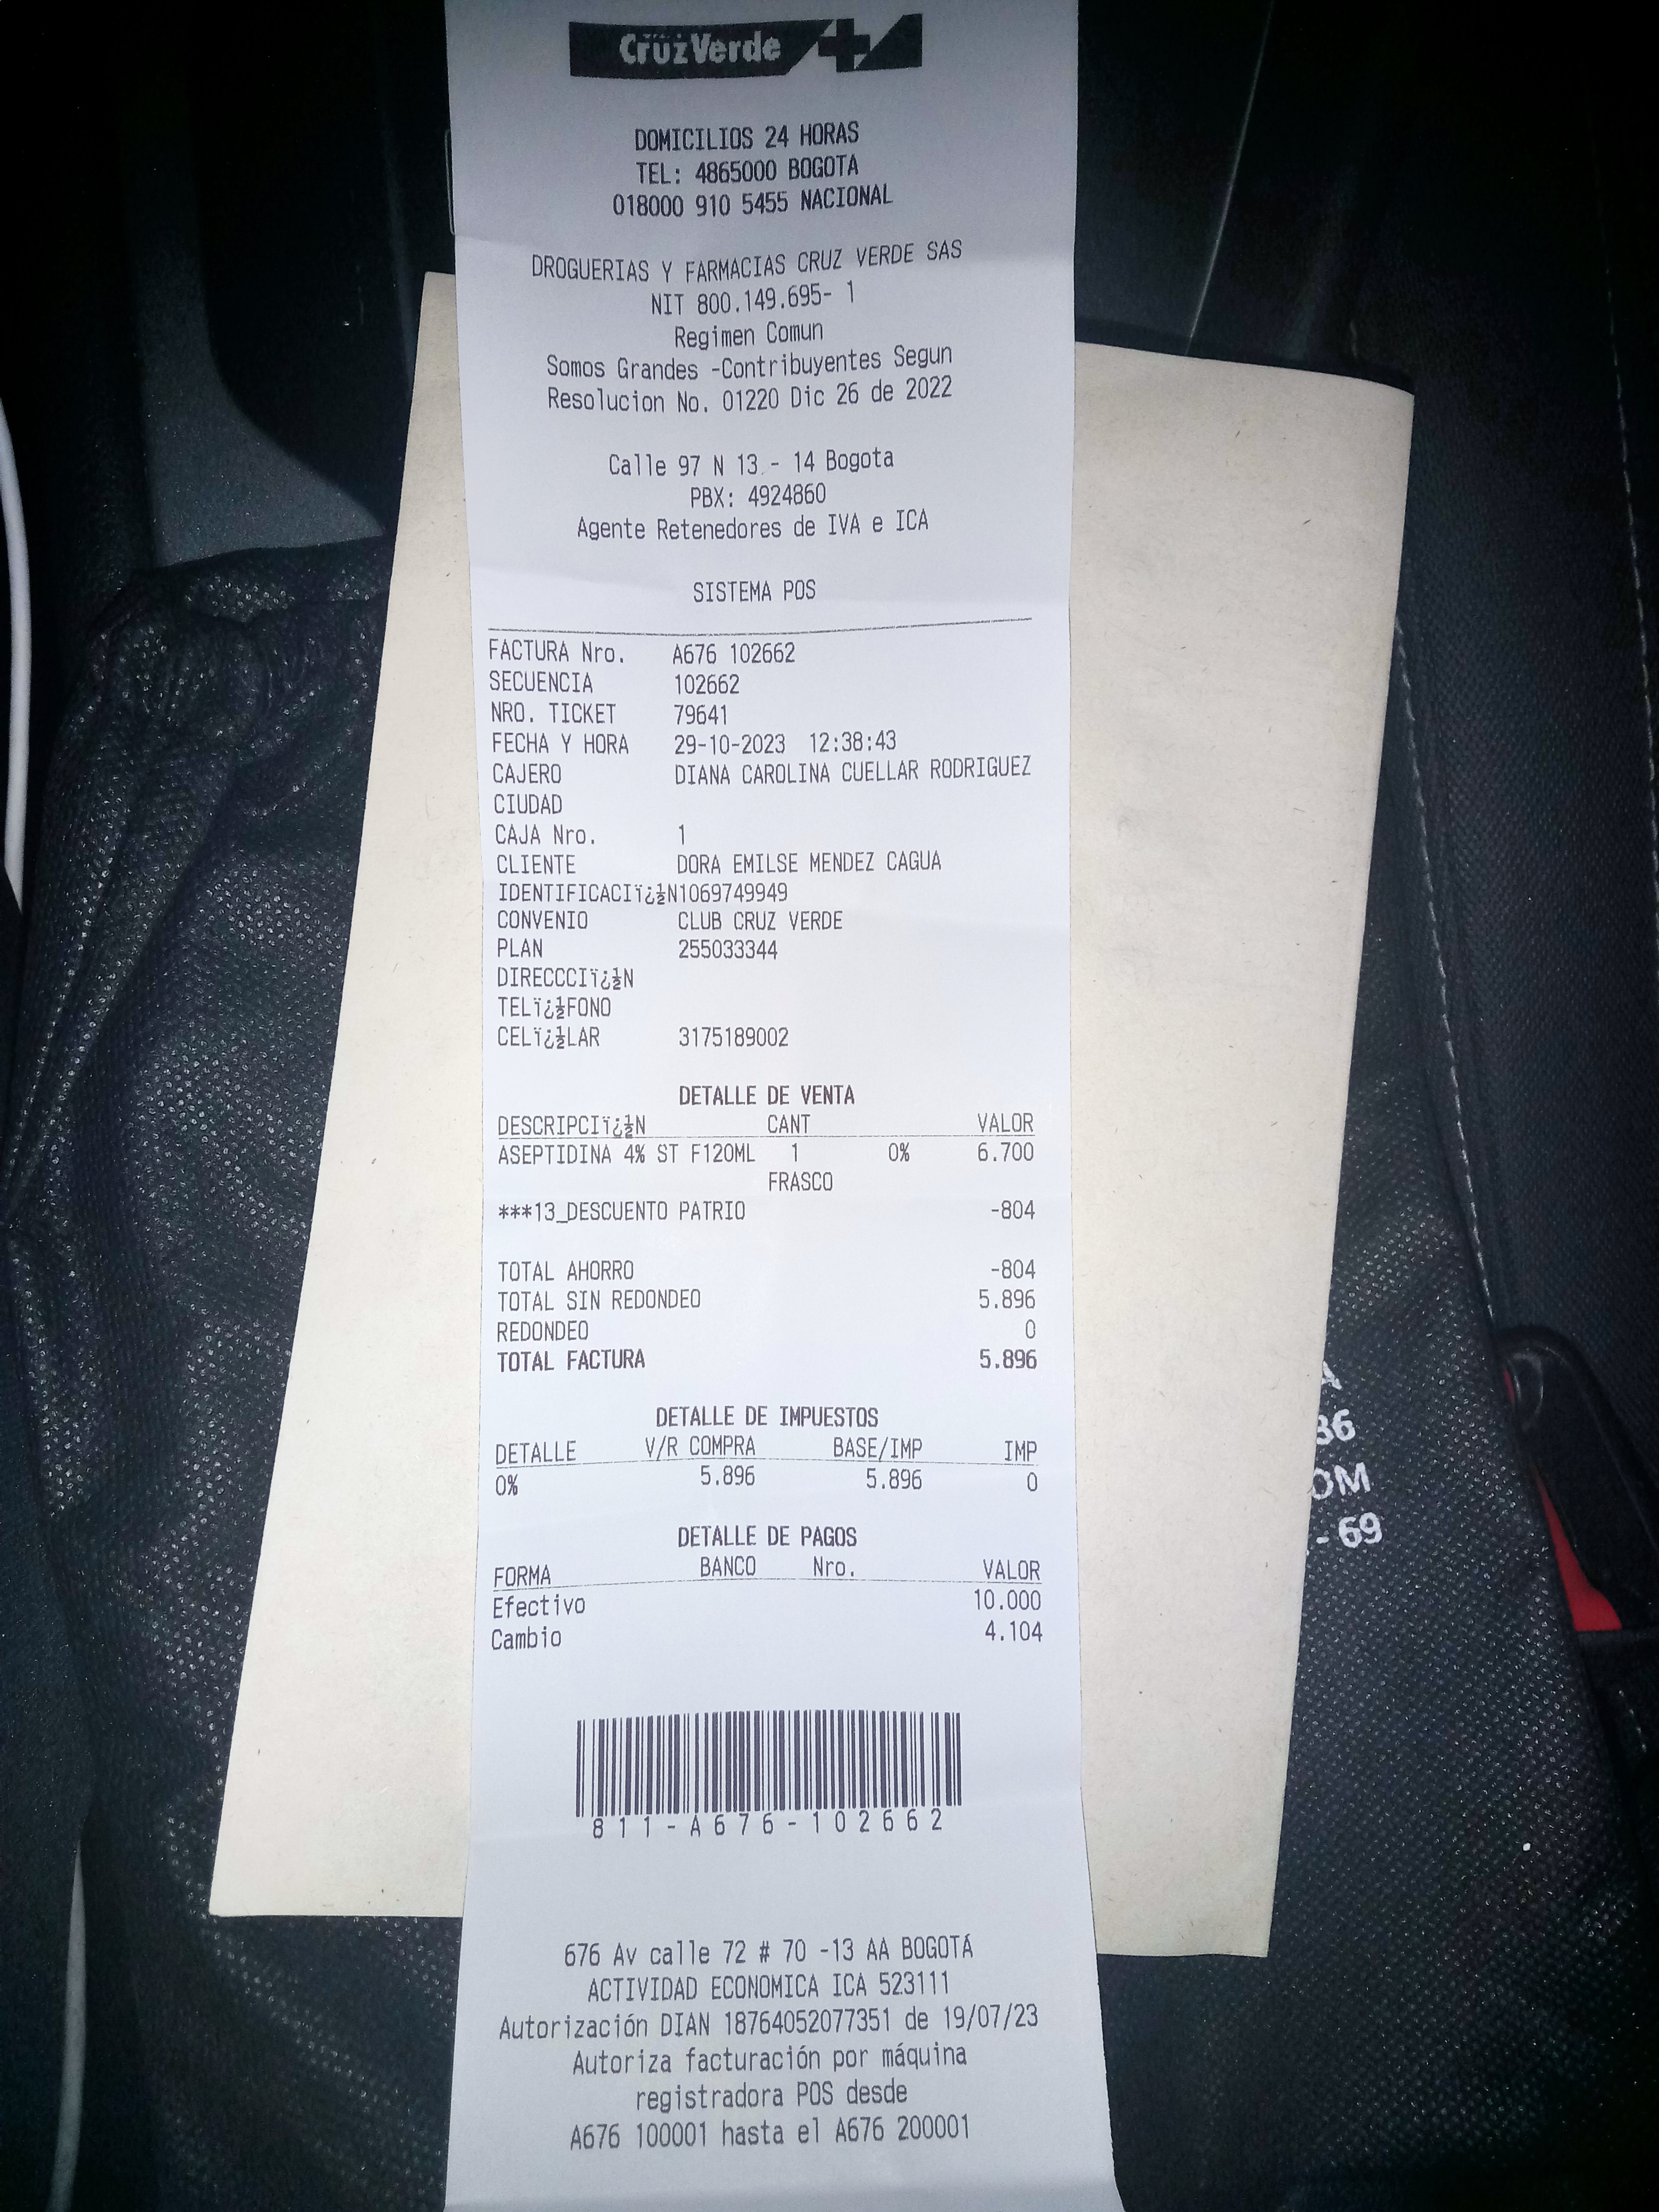 CruzVerde
DOMICILIOS 24 HORAS
TEL: 4865000 BOGOTA
018000 910 5455 NACIONAL
DROGUERIAS Y FARMACIAS CRUZ VERDE SAS
NIT 800.149.695- 1
Regimen Comun
Somos Grandes -Contribuyentes Segun
Resolucion No. 01220 Dic 26 de 2022
Calle 97 N 13 - 14 Bogota
PBX: 4924860
Agente Retenedores de IVA e ICA
SISTEMA POS
FACTURA Nro. A676 102662
SECUENCIA 102662
NRO. TICKET 79641
FECHA Y HORA 29-10-2023 12:38:43
CAJERO DIANA CAROLINA CUELLAR RODRIGUEZ
CIUDAD
CAJA Nro. 1
CLIENTE DORA EMILSE MENDEZ CAGUA
IDENTIFICACIï¿½N1069749949
CONVENIO CLUB CRUZ VERDE
PLAN 255033344
DIRECCCIï¿½N
TELï¿½FONO
CELï¿½LAR 3175189002
DETALLE DE VENTA
DESCRIPCIï¿½N CANT VALOR
ASEPTIDINA 4% ST F120ML 1 0% 6.700
FRASCO
***13_DESCUENTO PATRIO -804
TOTAL AHORRO -804
TOTAL SIN REDONDEO 5.896
REDONDEO 0
TOTAL FACTURA 5.896
DETALLE DE IMPUESTOS
DETALLE V/R COMPRA BASE/IMP IMP
0% 5.896 5.896 0
DETALLE DE PAGOS
FORMA BANCO Nro. VALOR
Efectivo 10.000
Cambio 4.104
811-A676-102662
676 Av calle 72 # 70 -13 AA BOGOTÁ
ACTIVIDAD ECONOMICA ICA 523111
Autorización DIAN 18764052077351 de 19/07/23
Autoriza facturación por máquina
registradora POS desde
A676 100001 hasta el A676 200001
A
36
OM
- 69